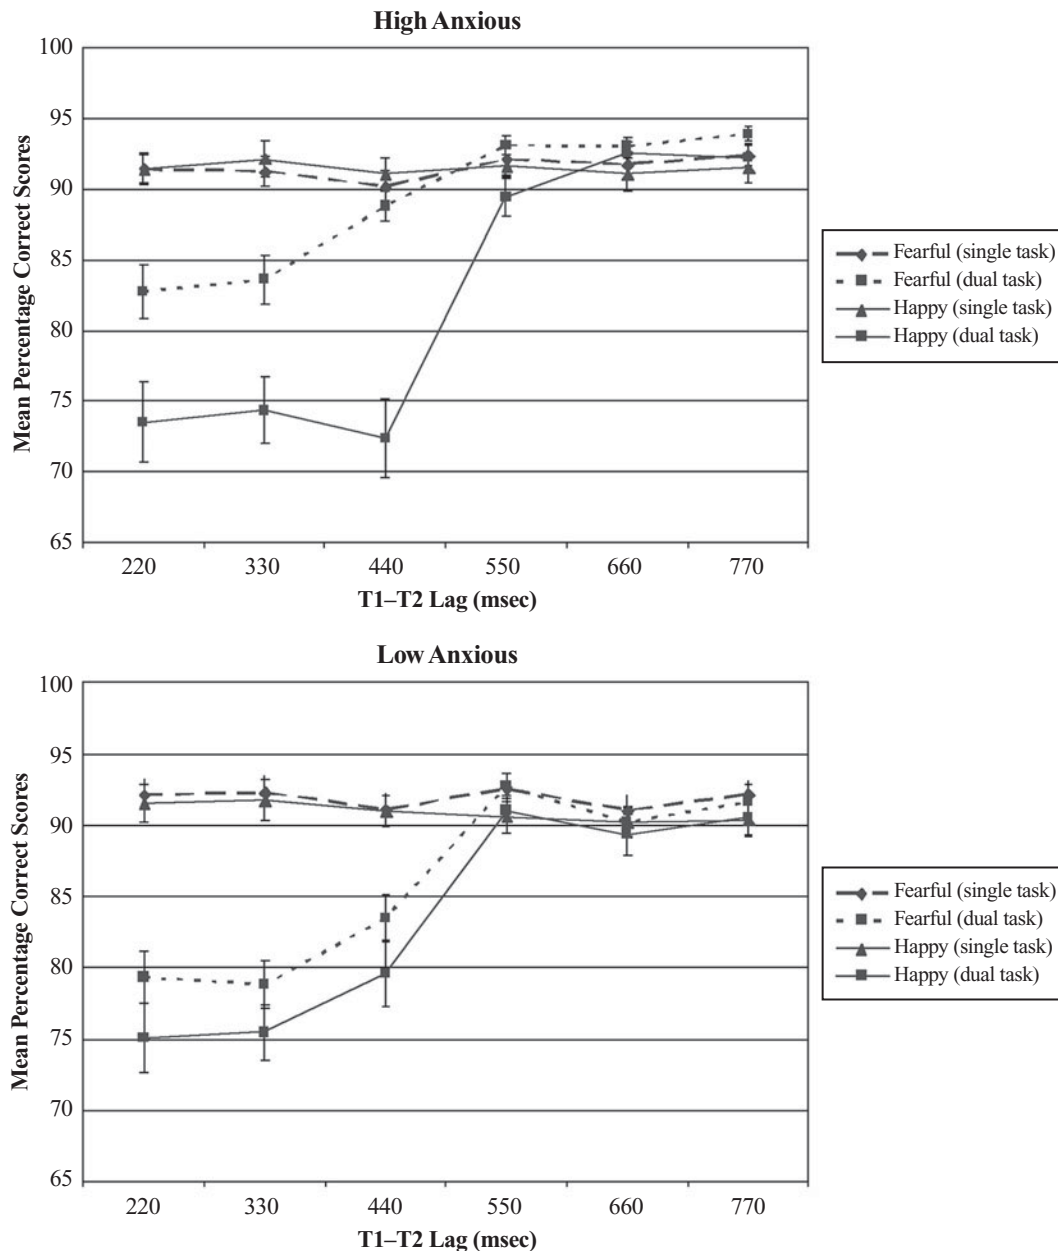 High Anxious
100
95
90
85
80
75
70
65
Mean Percentage Correct Scores
220 330 440 550 660 770
T1–T2 Lag (msec)
Fearful (single task)
Fearful (dual task)
Happy (single task)
Happy (dual task)
Low Anxious
100
95
90
85
80
75
70
65
Mean Percentage Correct Scores
220 330 440 550 660 770
T1–T2 Lag (msec)
Fearful (single task)
Fearful (dual task)
Happy (single task)
Happy (dual task)